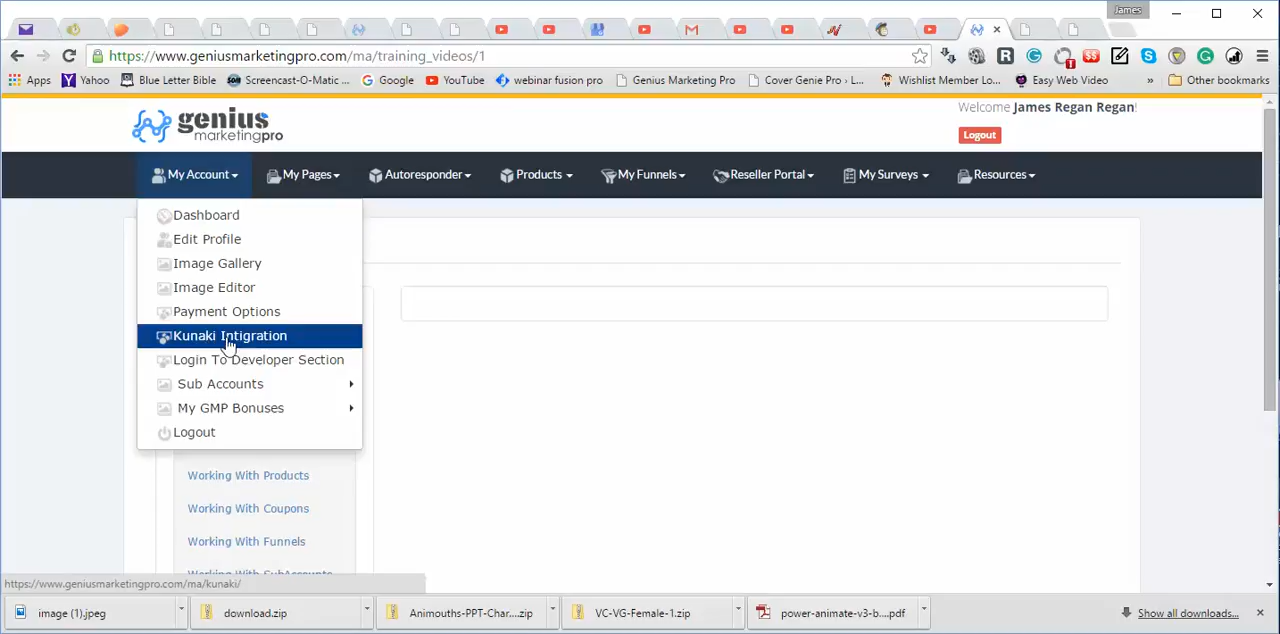 James
https://www.geniusmarketingpro.com/ma/training_videos/1
Apps Yahoo Blue Letter Bible Screencast-O-Matic ... Google YouTube webinar fusion pro Genius Marketing Pro Cover Genie Pro › L... Wishlist Member Lo... Easy Web Video » Other bookmarks
genius
marketingpro
Welcome James Regan Regan!
Logout
My Account My Pages Autoresponder Products My Funnels Reseller Portal My Surveys Resources
Dashboard
Edit Profile
Image Gallery
Image Editor
Payment Options
Kunaki Intigration
Login To Developer Section
Sub Accounts
My GMP Bonuses
Logout
Working With Products
Working With Coupons
Working With Funnels
Working With SubAccounts
https://www.geniusmarketingpro.com/ma/kunaki/
image (1).jpeg download.zip Animouths-PPT-Char....zip VC-VG-Female-1.zip power-animate-v3-b....pdf Show all downloads...